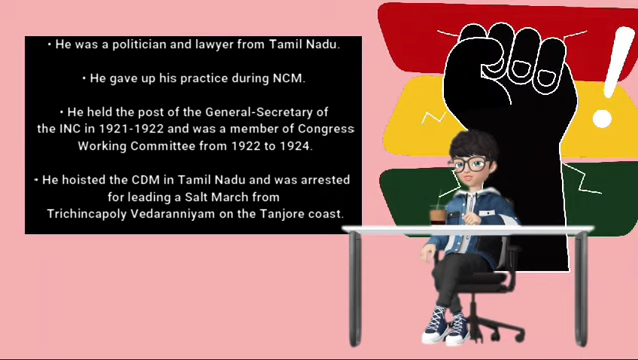 • He was a politician and lawyer from Tamil Nadu.
• He gave up his practice during NCM.
• He held the post of the General-Secretary of
the INC in 1921-1922 and was a member of Congress
Working Committee from 1922 to 1924.
• He hoisted the CDM in Tamil Nadu and was arrested
for leading a Salt March from
Trichincapoly Vedaranniyam on the Tanjore coast.